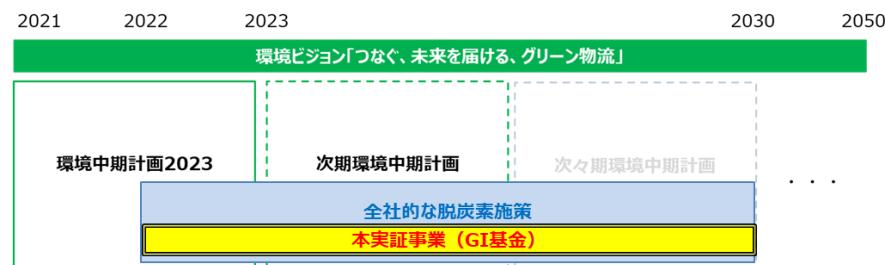 2021 2022 2023 2030 2050
環境ビジョン「つなぐ、未来を届ける、グリーン物流」
環境中期計画2023 次期環境中期計画 次々期環境中期計画
・・・
全社的な脱炭素施策
本実証事業（GI基金）